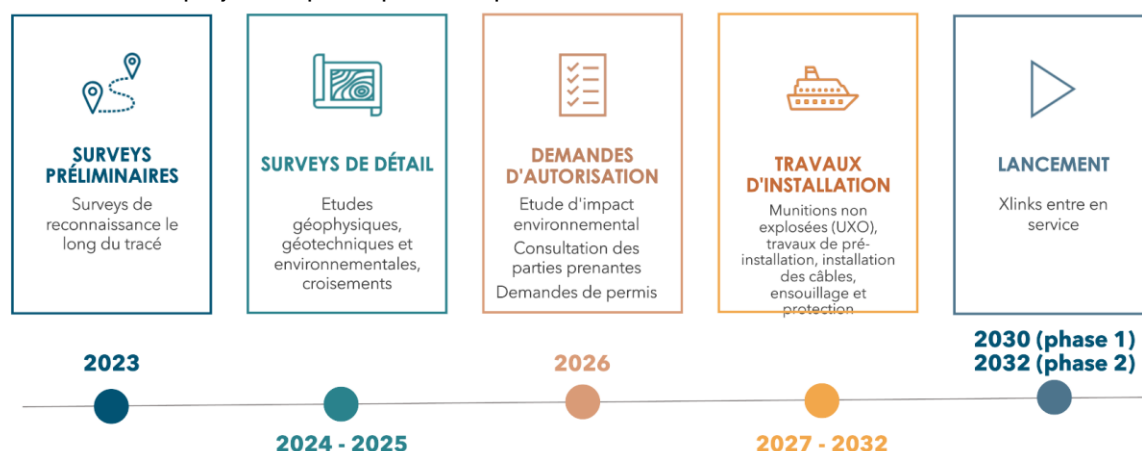 SURVEYS
PRÉLIMINAIRES
Surveys de
reconnaissance le
long du tracé
SURVEYS DE DÉTAIL
Etudes
géophysiques,
géotechniques et
environnementales,
croisements
DEMANDES
D'AUTORISATION
Etude d'impact
environnemental
Consultation des
parties prenantes
Demandes de permis
TRAVAUX
D'INSTALLATION
Munitions non
explosées (UXO),
travaux de pré-
installation, installation
des câbles,
ensouillage et
protection
LANCEMENT
Xlinks entre en
service
2023
2024 - 2025
2026
2027 - 2032
2030 (phase 1)
2032 (phase 2)